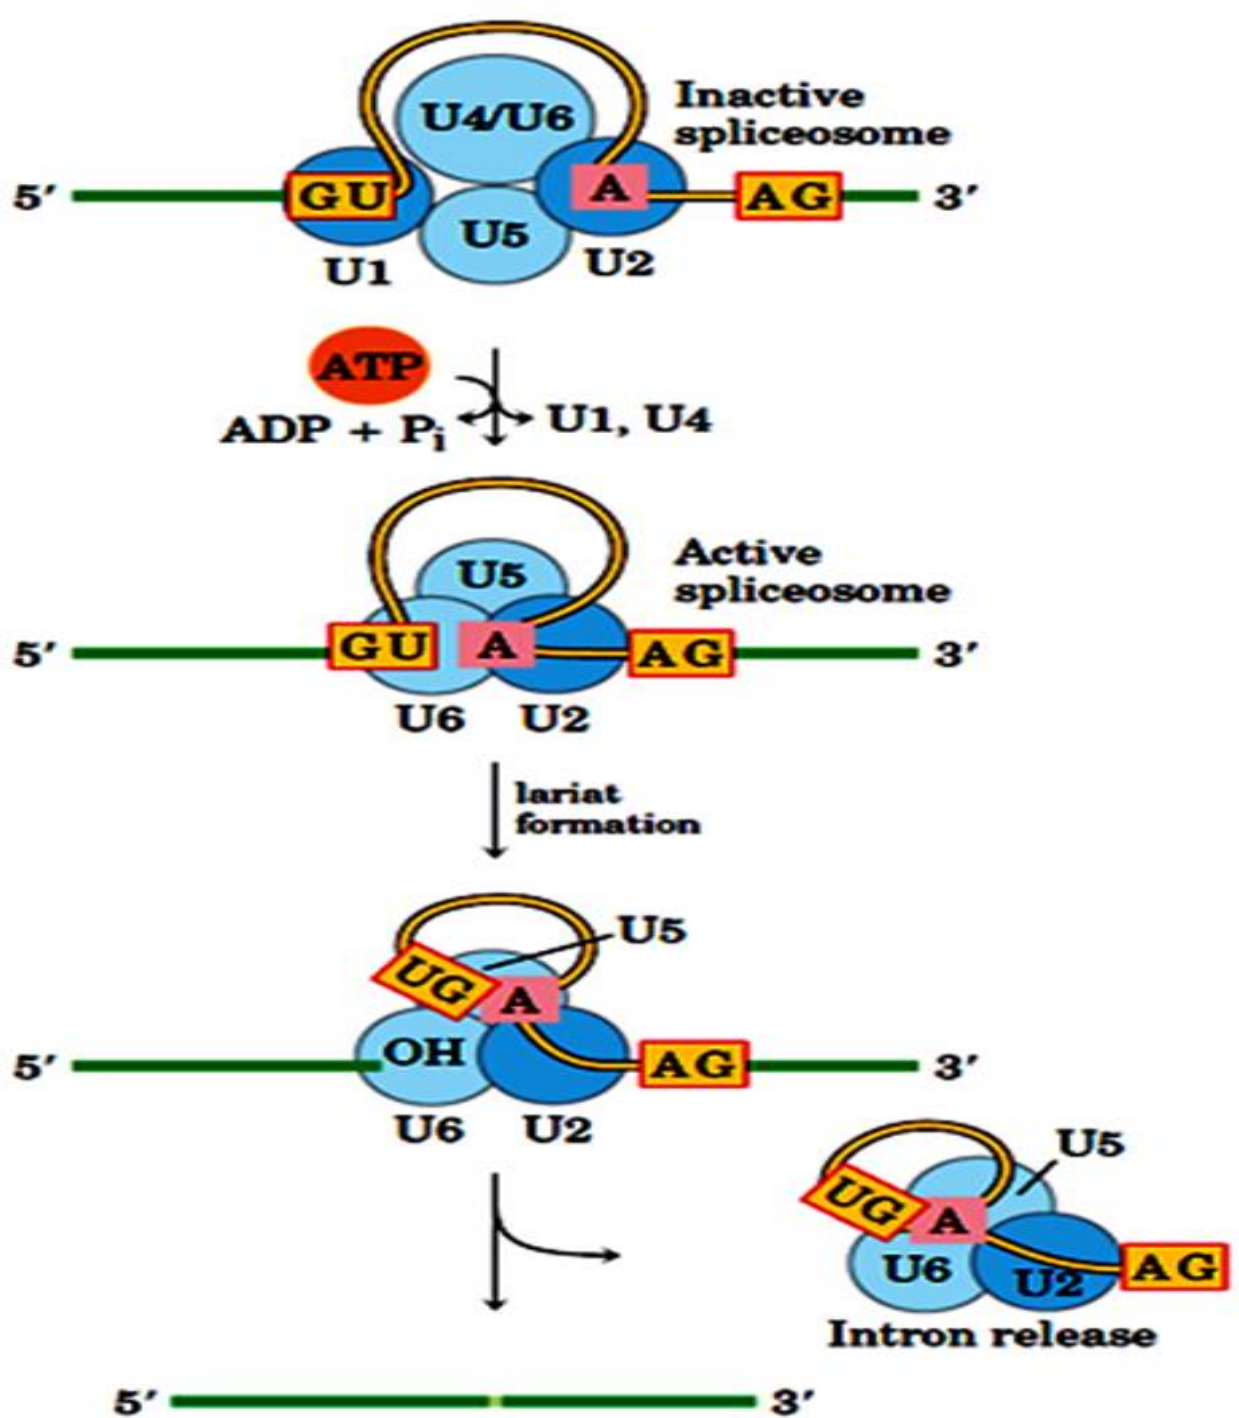 U4/U6
Inactive
spliceosome
5′ GU A AG 3′
U5
U1 U2
ATP
ADP + Pi U1, U4
U5
Active
spliceosome
5′ GU A AG 3′
U6 U2
lariat
formation
U5
UG A
5′ OH AG 3′
U6 U2
U5
UG A
U6 U2 AG
Intron release
5′ 3′